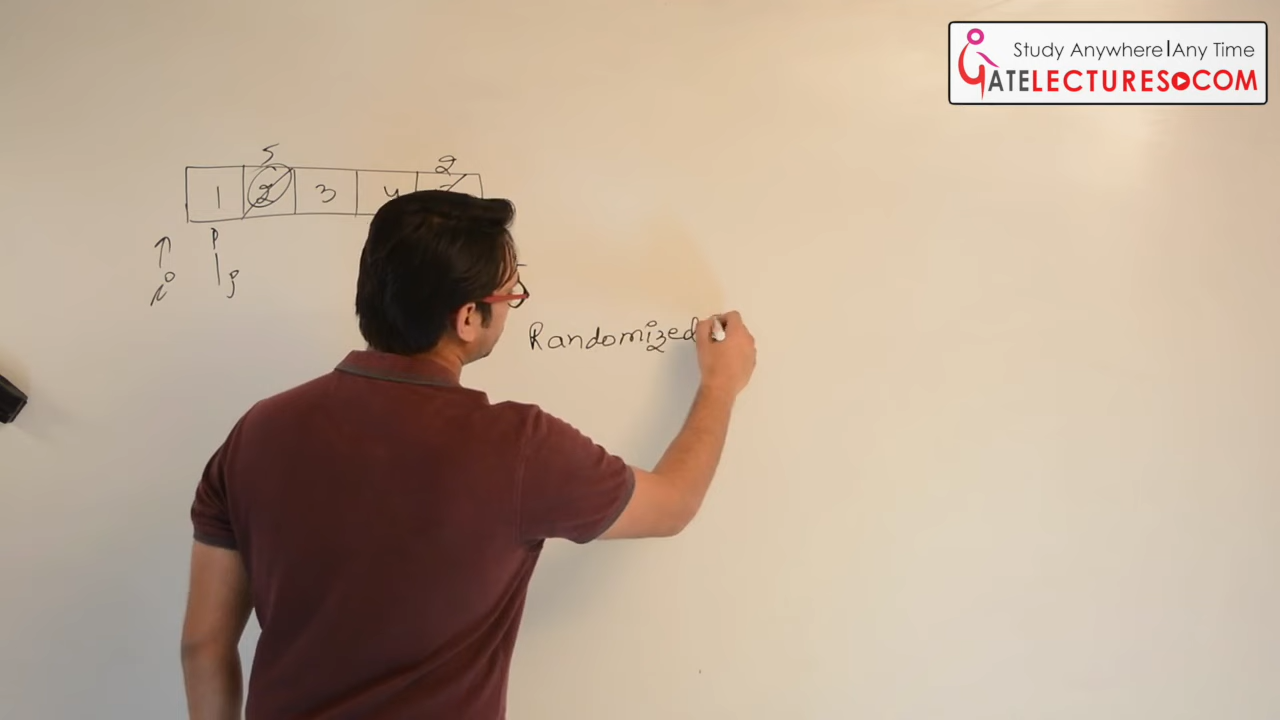 Study Anywhere|Any Time
GATELECTURES.COM
5 2
1 2 3 4
P
i j
Randomized